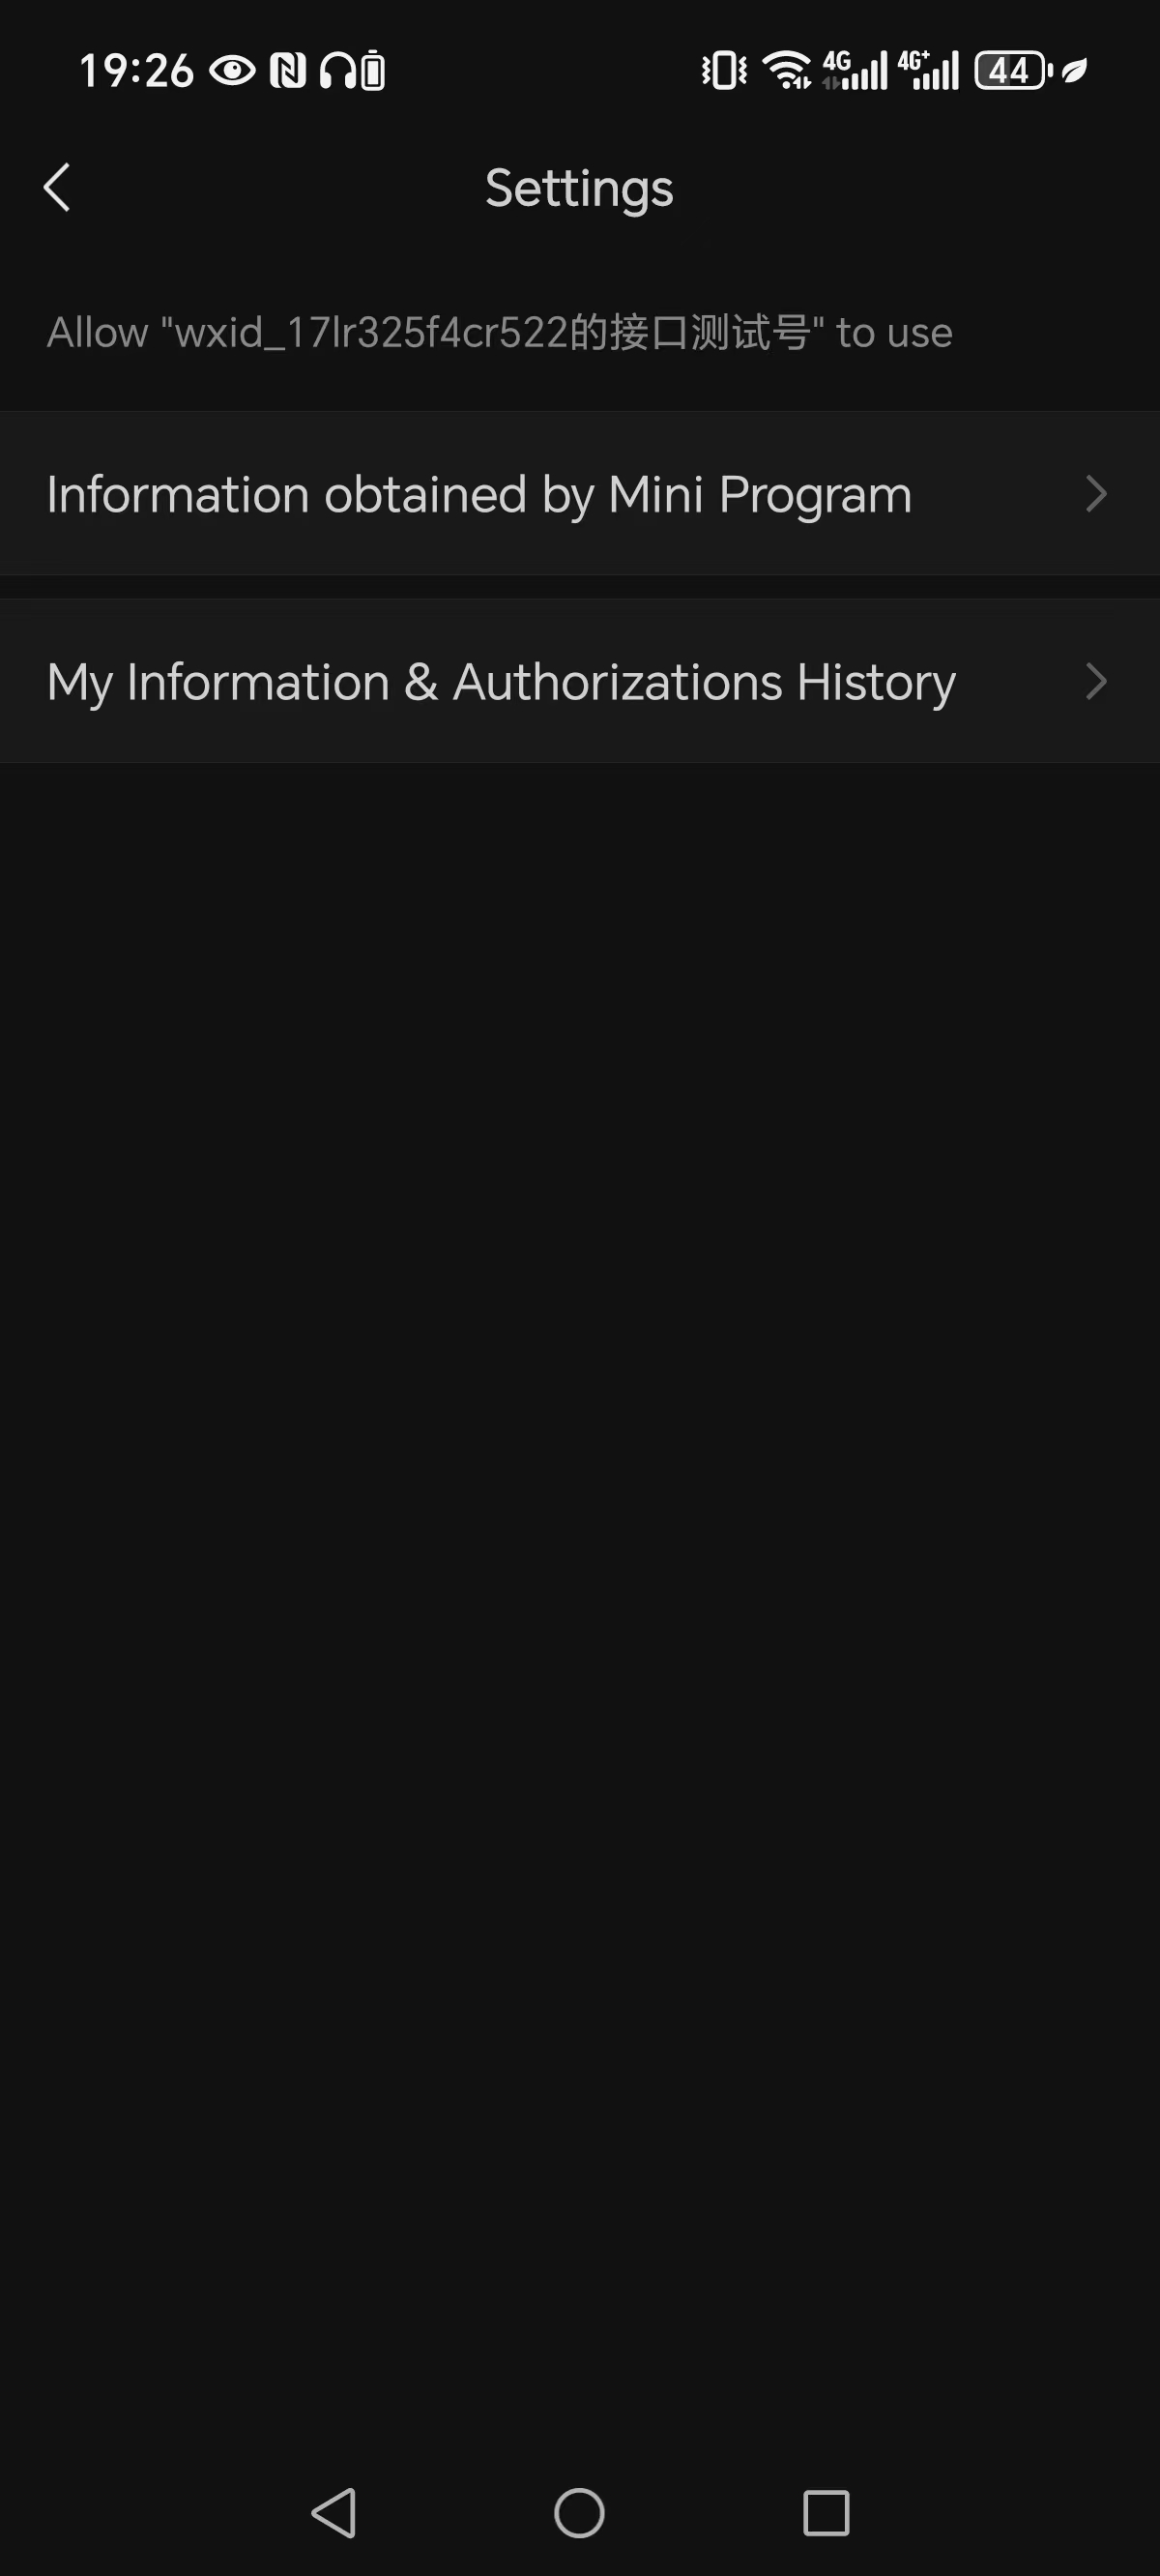 19:26
4G 4G+ 44
Settings
Allow "wxid_17lr325f4cr522的接口测试号" to use
Information obtained by Mini Program
My Information & Authorizations History